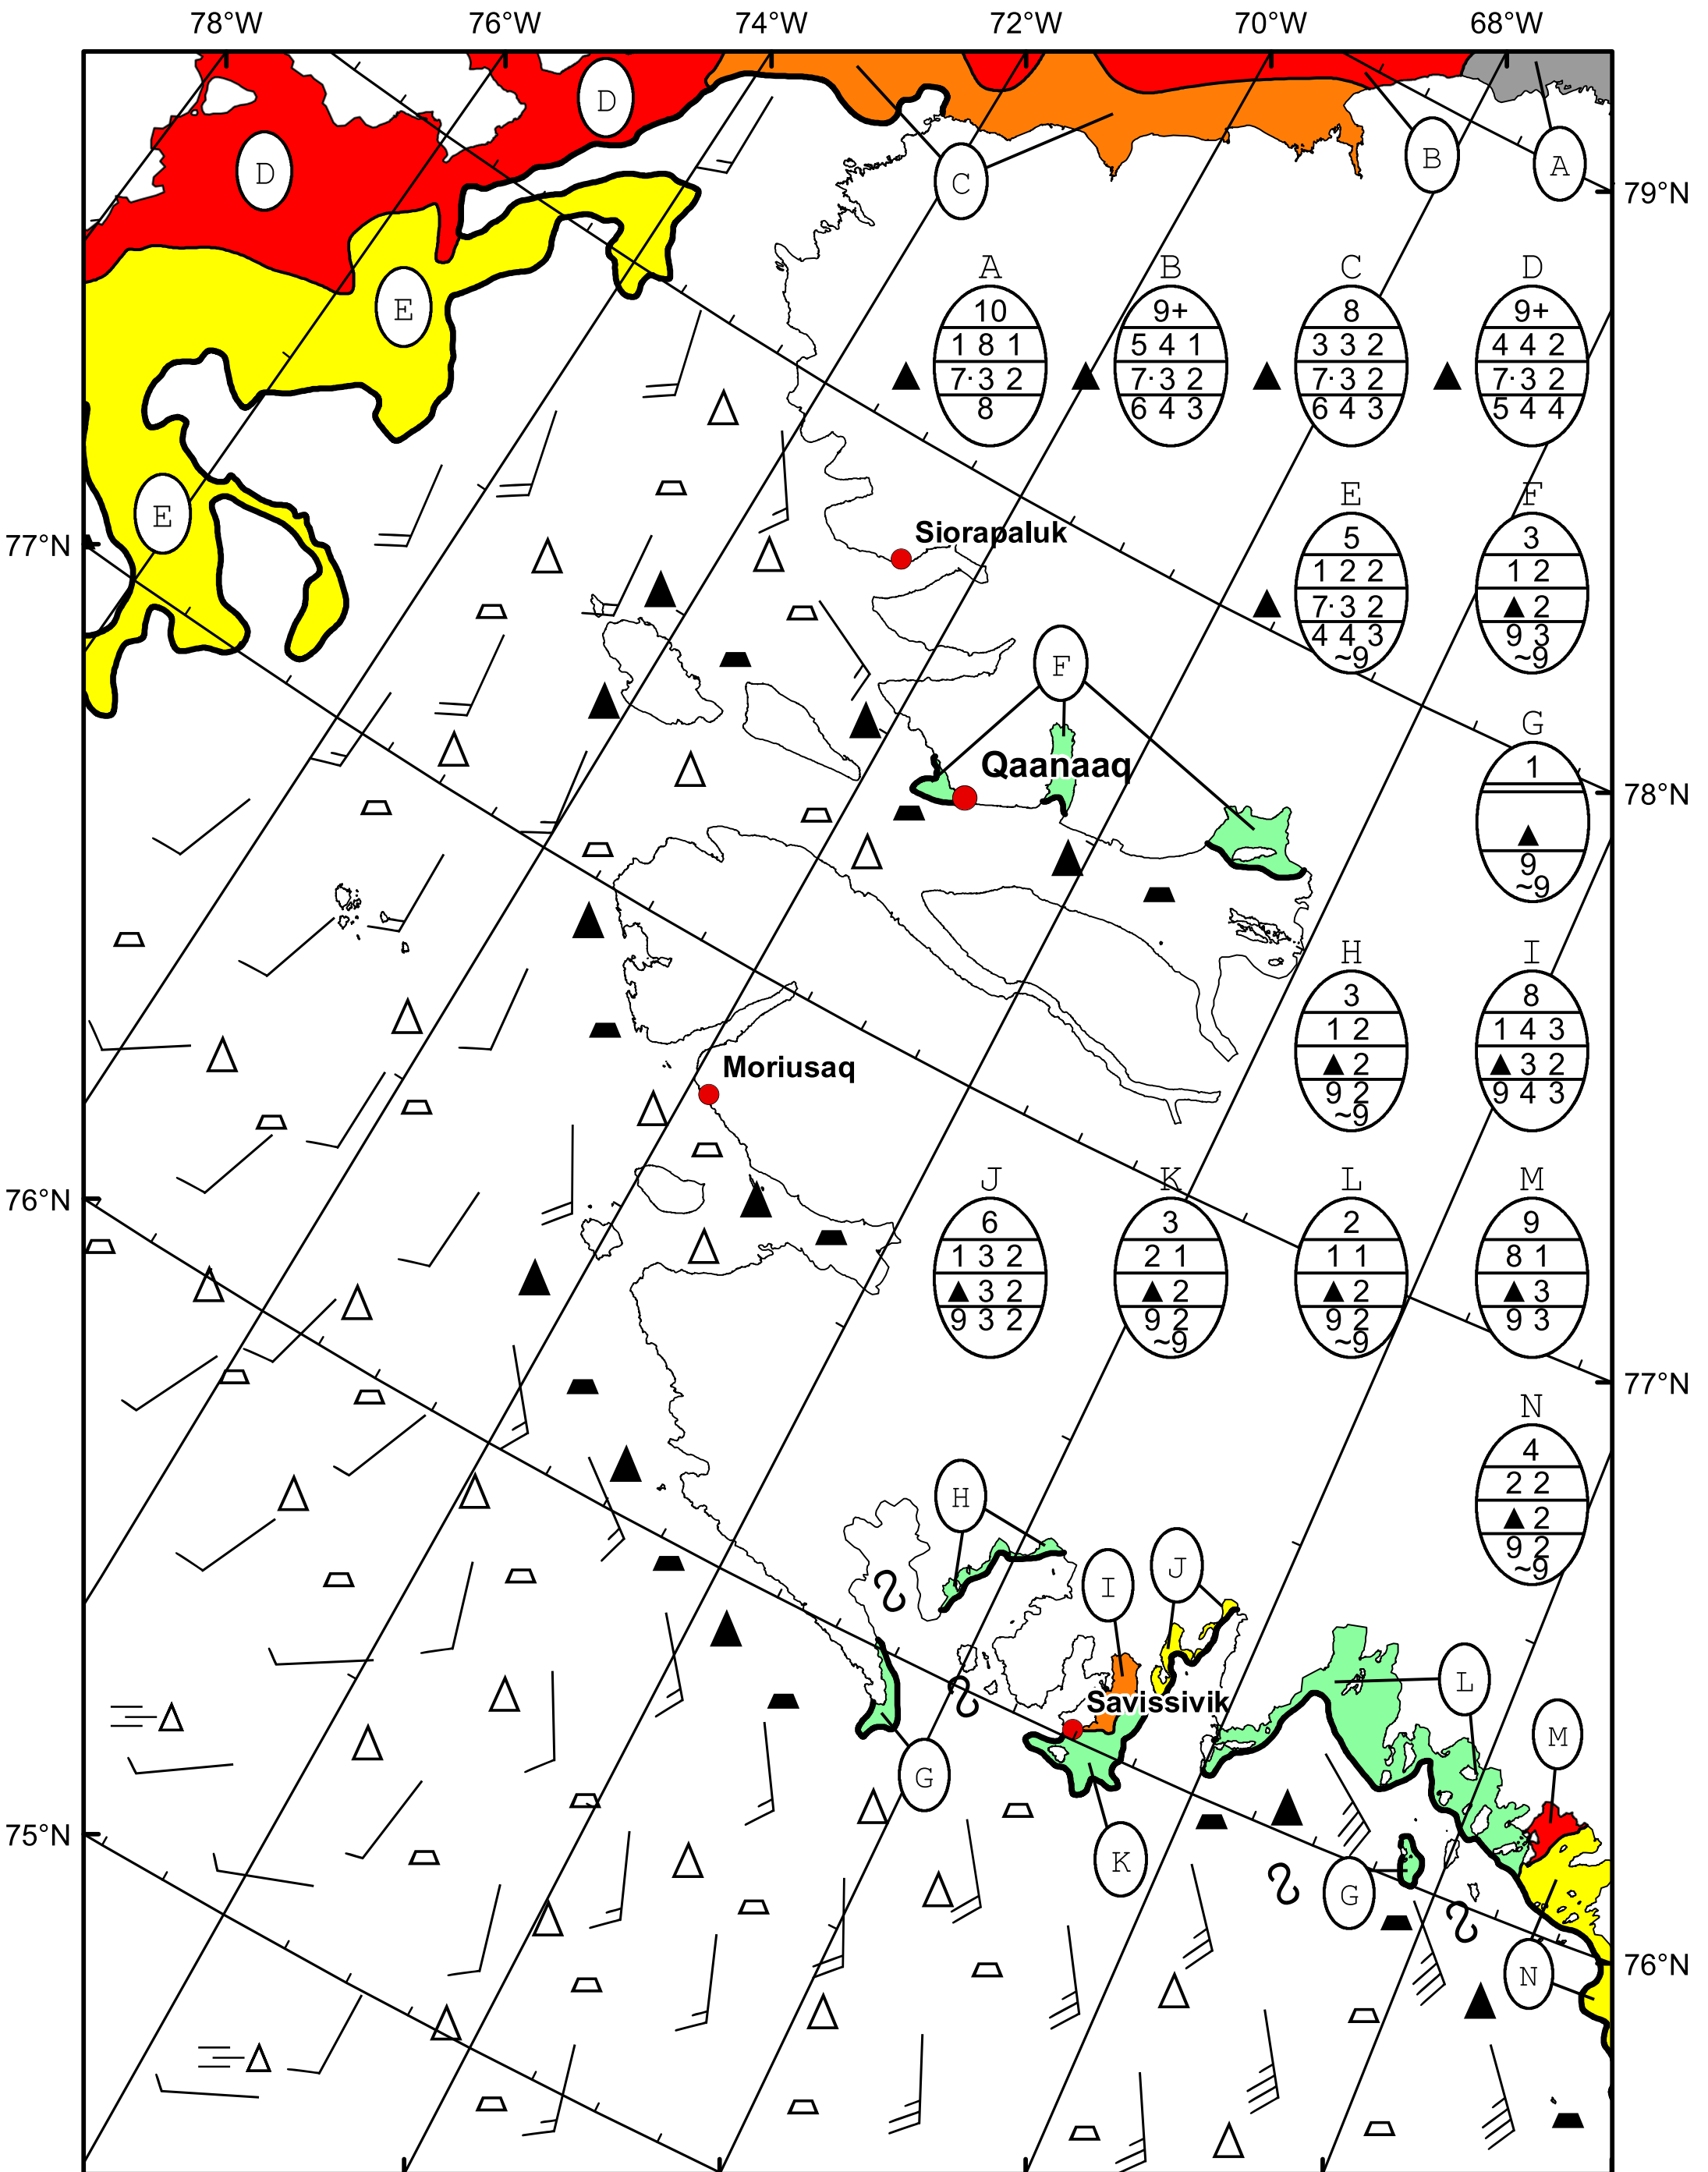 78°W 76°W 74°W 72°W 70°W 68°W
D
D
B
A
C
79°N
E
A B C D
10 9+ 8 9+
1 8 1 5 4 1 3 3 2 4 4 2
7· 3 2 7· 3 2 7· 3 2 7· 3 2
8 6 4 3 6 4 3 5 4 4
E
77°N
Siorapaluk
E F
5 3
1 2 2 1 2
7· 3 2 ▲ 2
4 4 3 9 3
~9 ~9
F
Qaanaaq
G
1
▲
9
~9
78°N
H I
3 8
1 2 1 4 3
▲ 2 ▲ 3 2
9 2 9 4 3
~9
Moriusaq
76°N
J K L M
6 3 2 9
1 3 2 2 1 1 1 8 1
▲ 3 2 ▲ 2 ▲ 2 ▲ 3
9 3 2 9 2 9 2 9 3
~9 ~9
77°N
N
4
2 2
▲ 2
9 2
~9
H
I
J
L
Savissivik
M
G
75°N
K
G
N
76°N